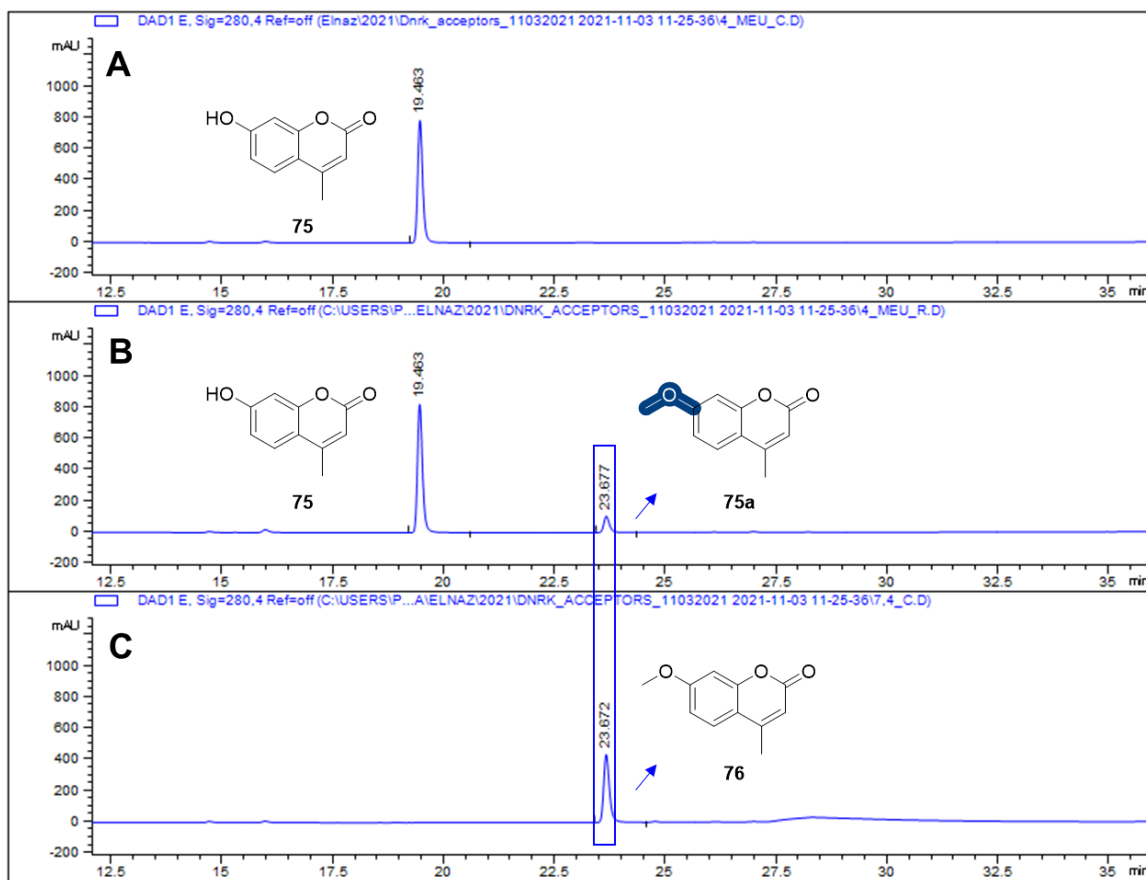 DAD1 E, Sig=280,4 Ref=off (Elnaz\2021\Dnrk_acceptors_11032021 2021-11-03 11-25-36\4_MEU_C.D)
mAU
A
1000
800
600
400
200
0
-200
19.463
HO
O
O
75
12.5 15 17.5 20 22.5 25 27.5 30 32.5 35 min
DAD1 E, Sig=280,4 Ref=off (C:\USERS\P...ELNAZ\2021\DNRK_ACCEPTORS_11032021 2021-11-03 11-25-36\4_MEU_R.D)
mAU
B
1000
800
600
400
200
0
-200
19.463
HO
O
O
75
23.677
O
O
O
75a
12.5 15 17.5 20 22.5 25 27.5 30 32.5 35 min
DAD1 E, Sig=280,4 Ref=off (C:\USERS\P...A\ELNAZ\2021\DNRK_ACCEPTORS_11032021 2021-11-03 11-25-36\7,4_C.D)
mAU
C
1000
800
600
400
200
0
-200
23.672
O
O
O
76
12.5 15 17.5 20 22.5 25 27.5 30 32.5 35 min